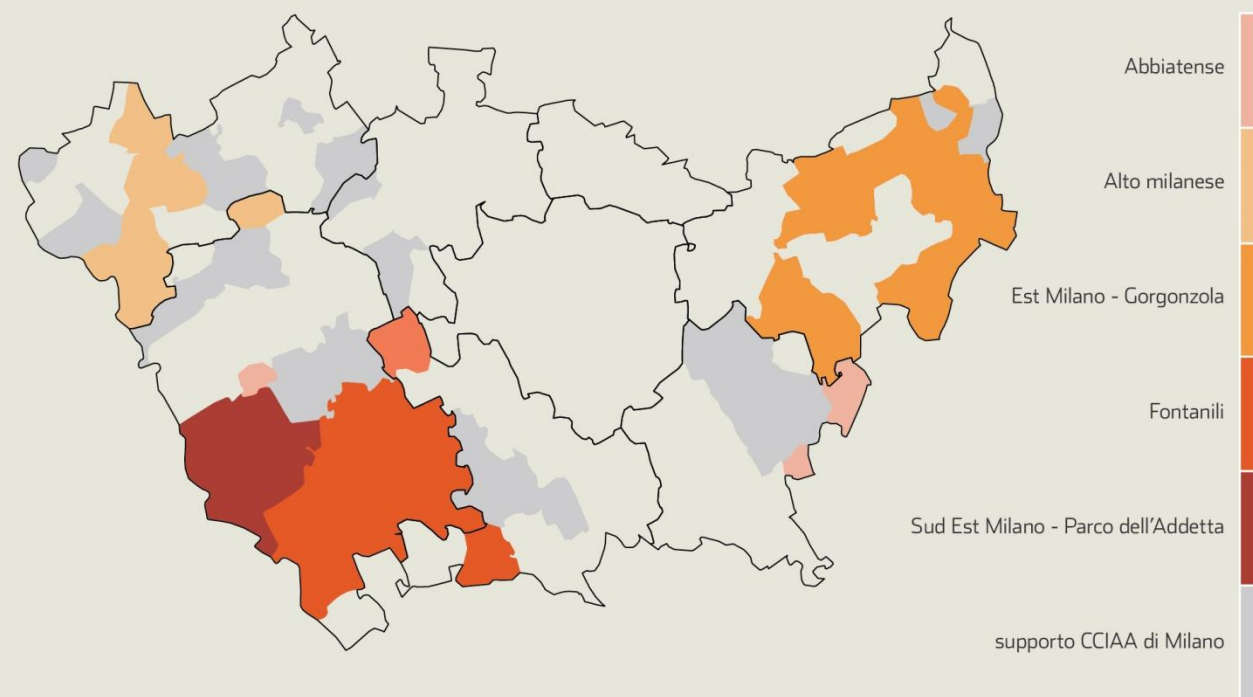 Abbiatense
Alto milanese
Est Milano - Gorgonzola
Fontanili
Sud Est Milano - Parco dell'Addetta
supporto CCIAA di Milano